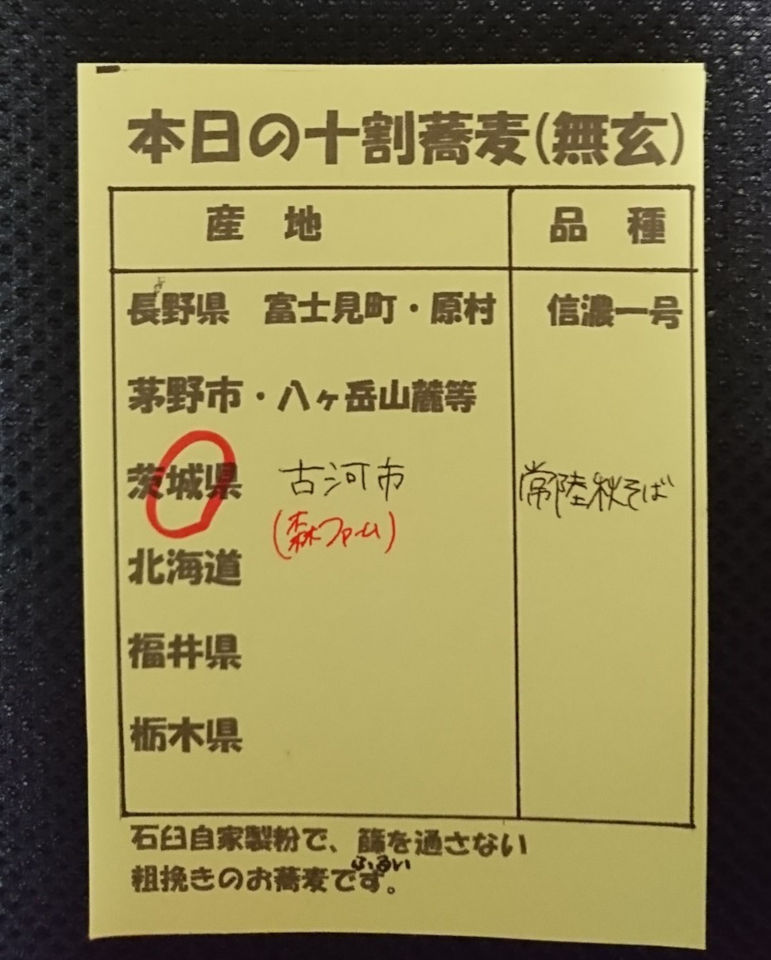 本日の十割蕎麦(無玄)
産 地 品 種
長野県 富士見町・原村 信濃一号
茅野市・八ヶ岳山麓等
茨城県 古河市 常陸秋そば
(森ファーム)
北海道
福井県
栃木県
石臼自家製粉で、篩を通さない
ふるい
粗挽きのお蕎麦です。